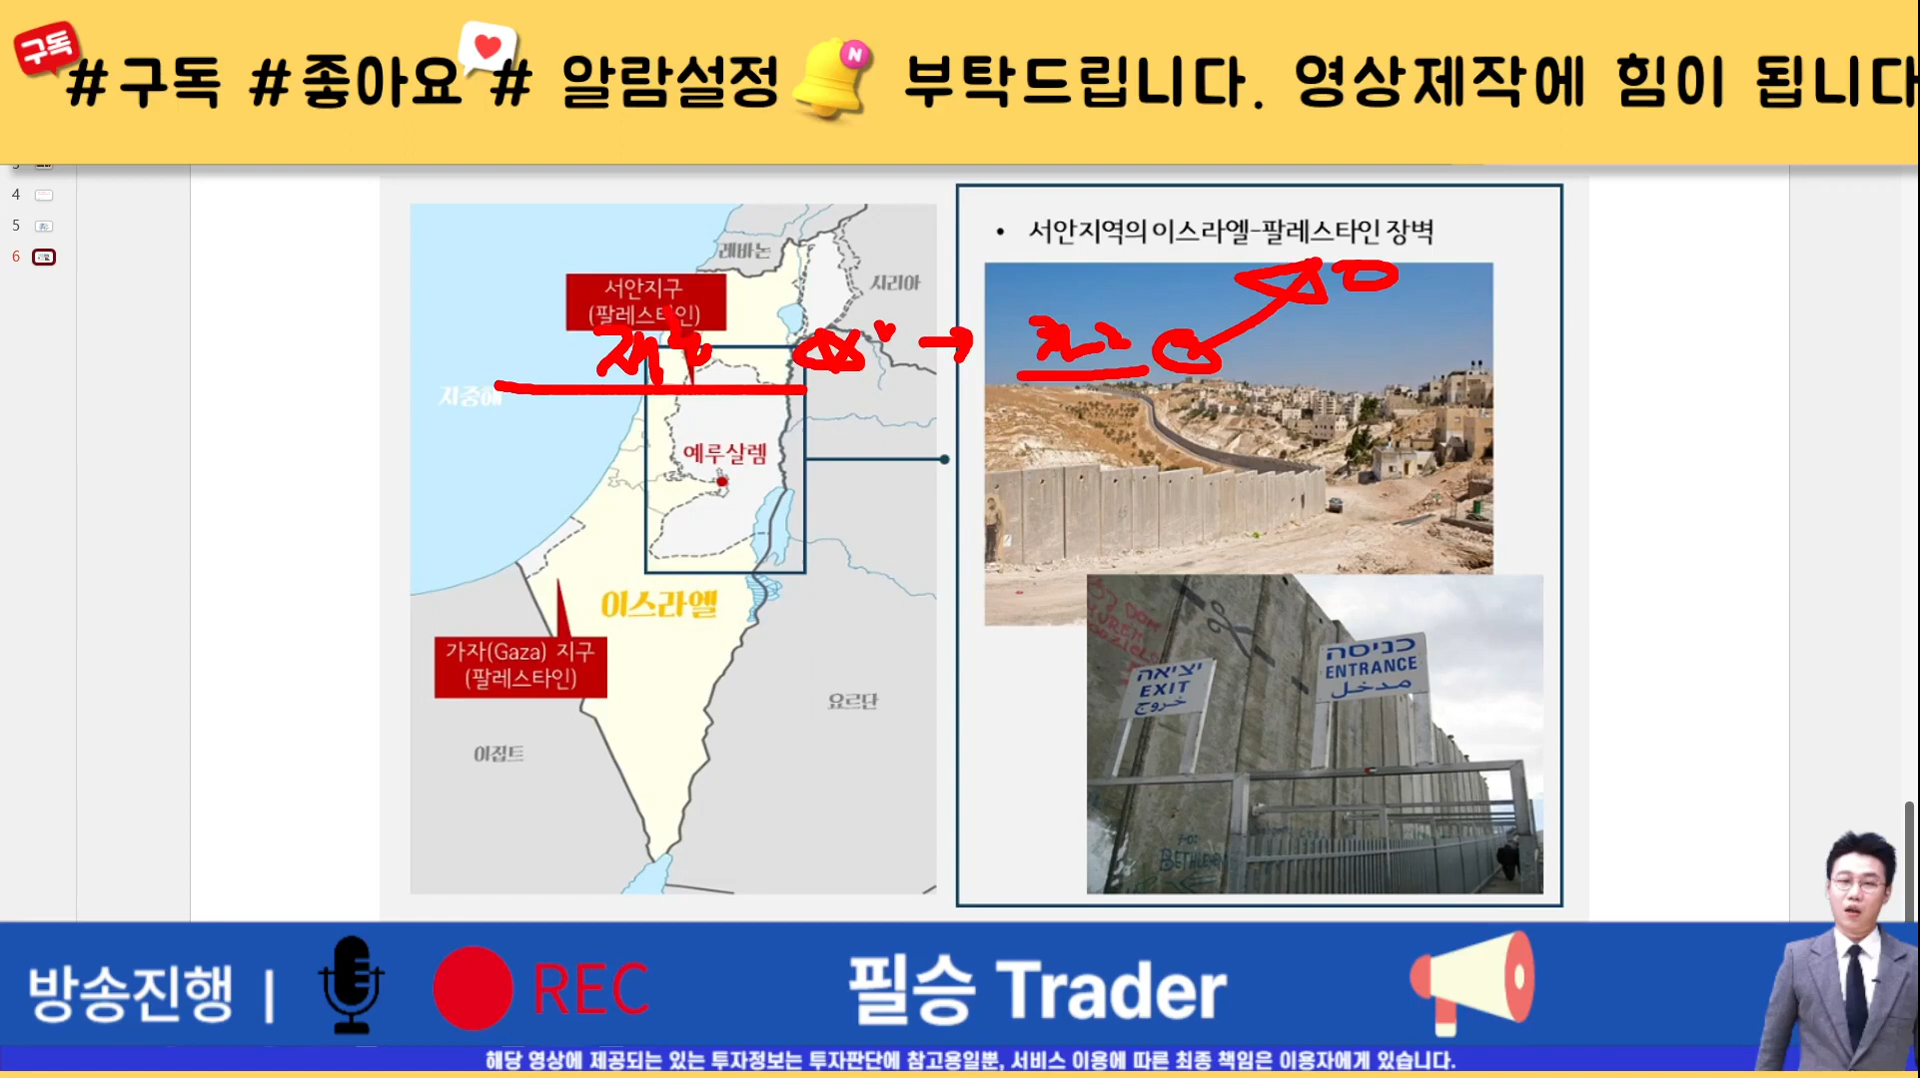 구독
#구독 #좋아요 # 알람설정 N 부탁드립니다. 영상제작에 힘이 됩니다
4
5
6
레바논
시리아
서안지구
(팔레스타인)
지중해
예루살렘
이스라엘
가자(Gaza) 지구
(팔레스타인)
요르단
이집트
• 서안지역의 이스라엘-팔레스타인 장벽
יציאה
EXIT
خروج
כניסה
ENTRANCE
مدخل
TO:
방송진행 | REC 필승 Trader
해당 영상에 제공되는 있는 투자정보는 투자판단에 참고용일뿐, 서비스 이용에 따른 최종 책임은 이용자에게 있습니다.